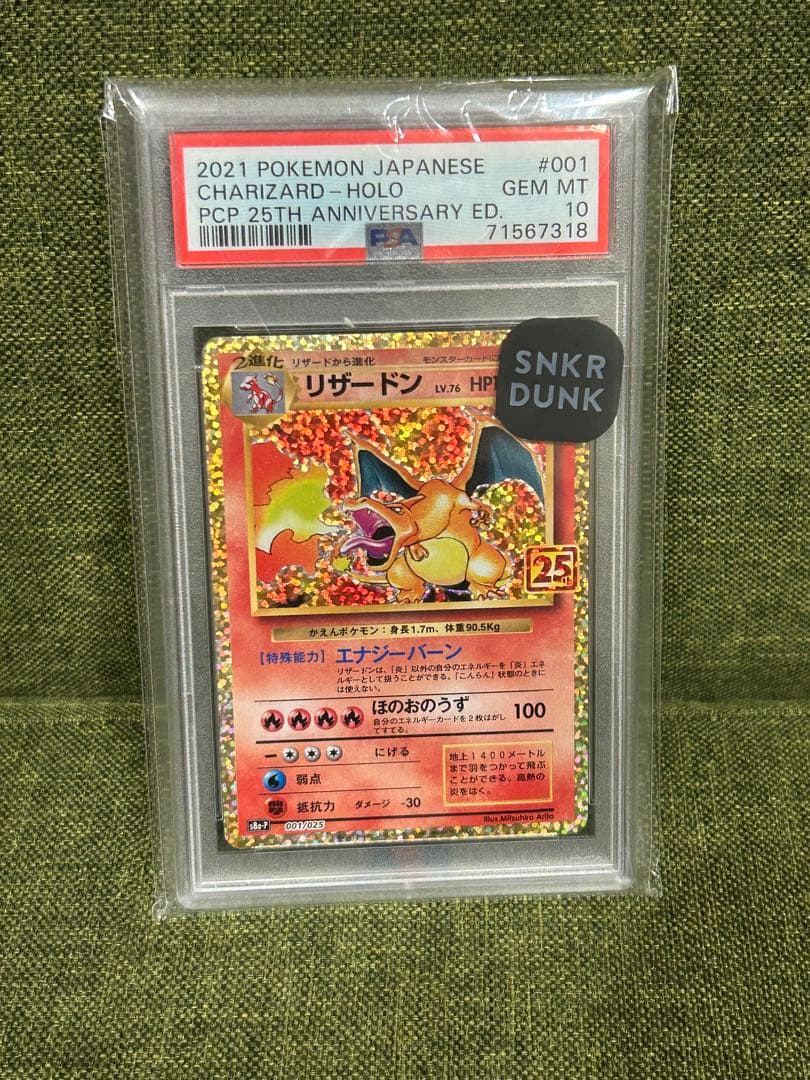 2021 POKEMON JAPANESE #001
CHARIZARD-HOLO GEM MT
PCP 25TH ANNIVERSARY ED. 10
PSA 71567318
SNKR
DUNK
2進化 リザードから進化
リザードン LV.76 HP
25
かえんポケモン:身長1.7m、体重90.5Kg
【特殊能力】エナジーバーン
リザードンは、「炎」以外の自分のエネルギーを「炎」エネ
ルギーとして扱うことができる。「こんらん」状態のときに
は使えない。
ほのおのうず 100
自分のエネルギーカードを2枚はがし
てすてる。
にげる
弱点
抵抗力 ダメージ -30
地上1400メートル
まで羽をつかって飛ぶ
ことができる。高熱の
炎をはく。
s8a-P 001/025
Illus.Mitsuhiro Arita